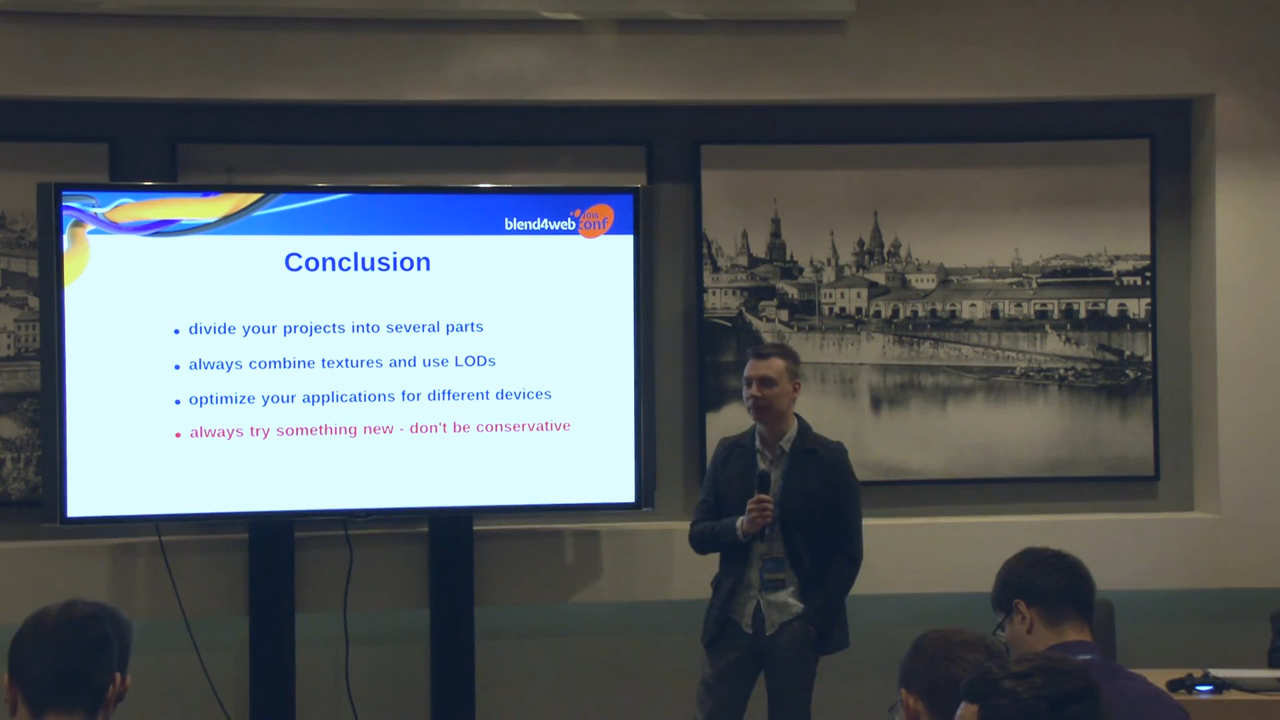 blend4web
2016
conf
Conclusion
divide your projects into several parts
always combine textures and use LODs
optimize your applications for different devices
always try something new - don't be conservative